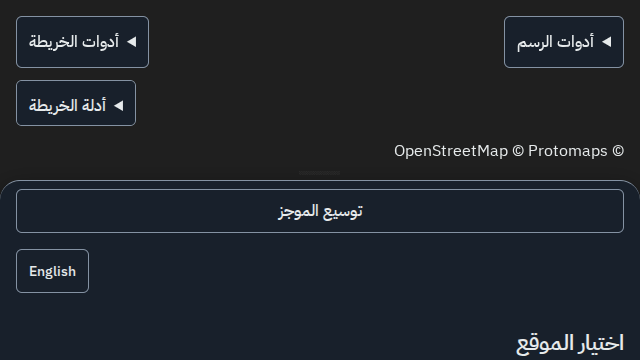 أدوات الرسم
أدوات الخريطة
أدلة الخريطة
OpenStreetMap © Protomaps ©
توسيع الموجز
English
اختيار الموقع